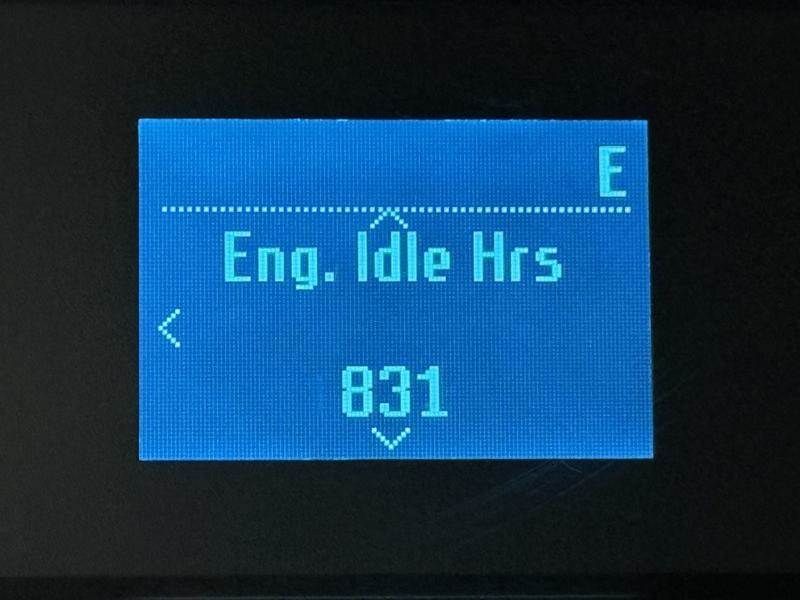 E
Eng. Idle Hrs
831